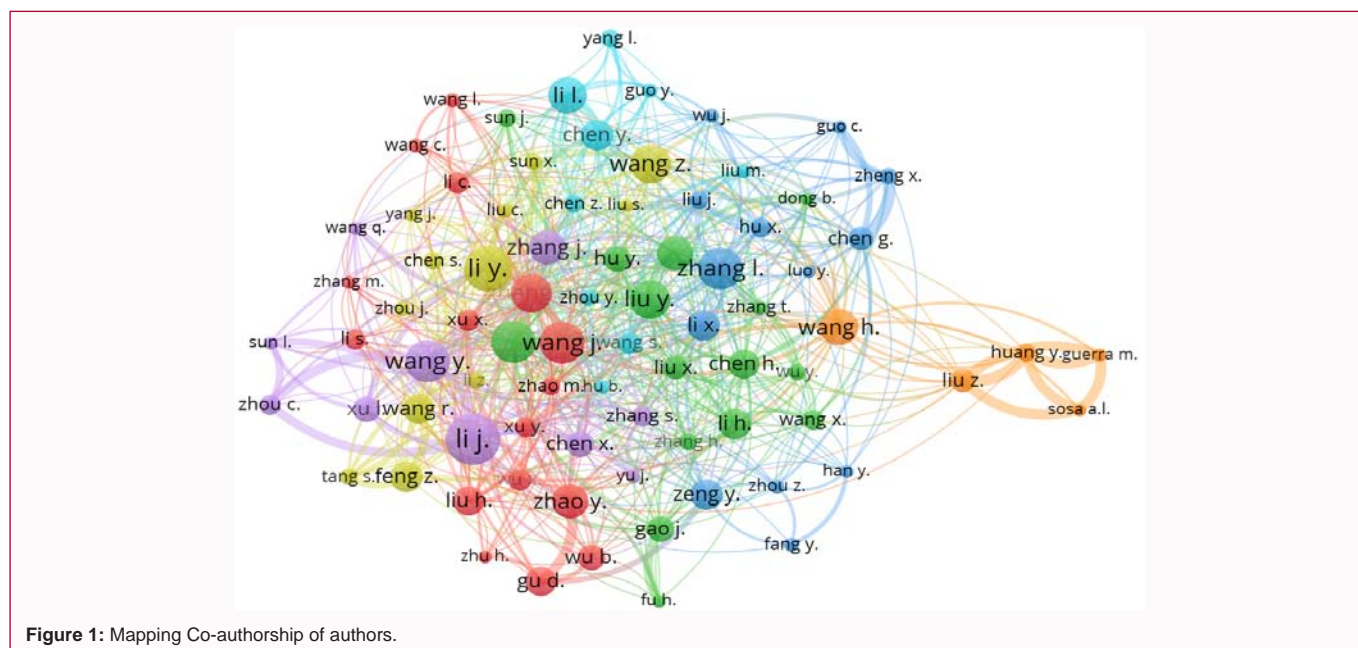 yang l.
li l.
guo y.
wang l.
sun j.
wu j.
guo c.
wang c.
chen y.
sun x.
wang z.
liu m.
zheng x.
li c.
chen z.
liu s.
liu j.
dong b.
yang j.
liu c.
wang q.
hu x.
chen g.
zhang j.
hu y.
chen s.
li y.
zhang l.
luo y.
zhang m.
zhou j.
zhou y.
liu y.
zhang t.
xu x.
li x.
wang h.
sun l.
li s.
wang j.
wang s.
huang y.
guerra m.
wang y.
liu x.
chen h.
wu y.
liu z.
li z.
zhao m.
hu b.
zhou c.
xu l.
wang r.
zhang s.
sosa a.l.
xu y.
li h.
wang x.
li j.
chen x.
zhang h.
tang s.
feng z.
yu j.
han y.
zhou z.
zeng y.
liu h.
zhao y.
gao j.
fang y.
zhu h.
wu b.
gu d.
fu h.
Figure 1: Mapping Co-authorship of authors.